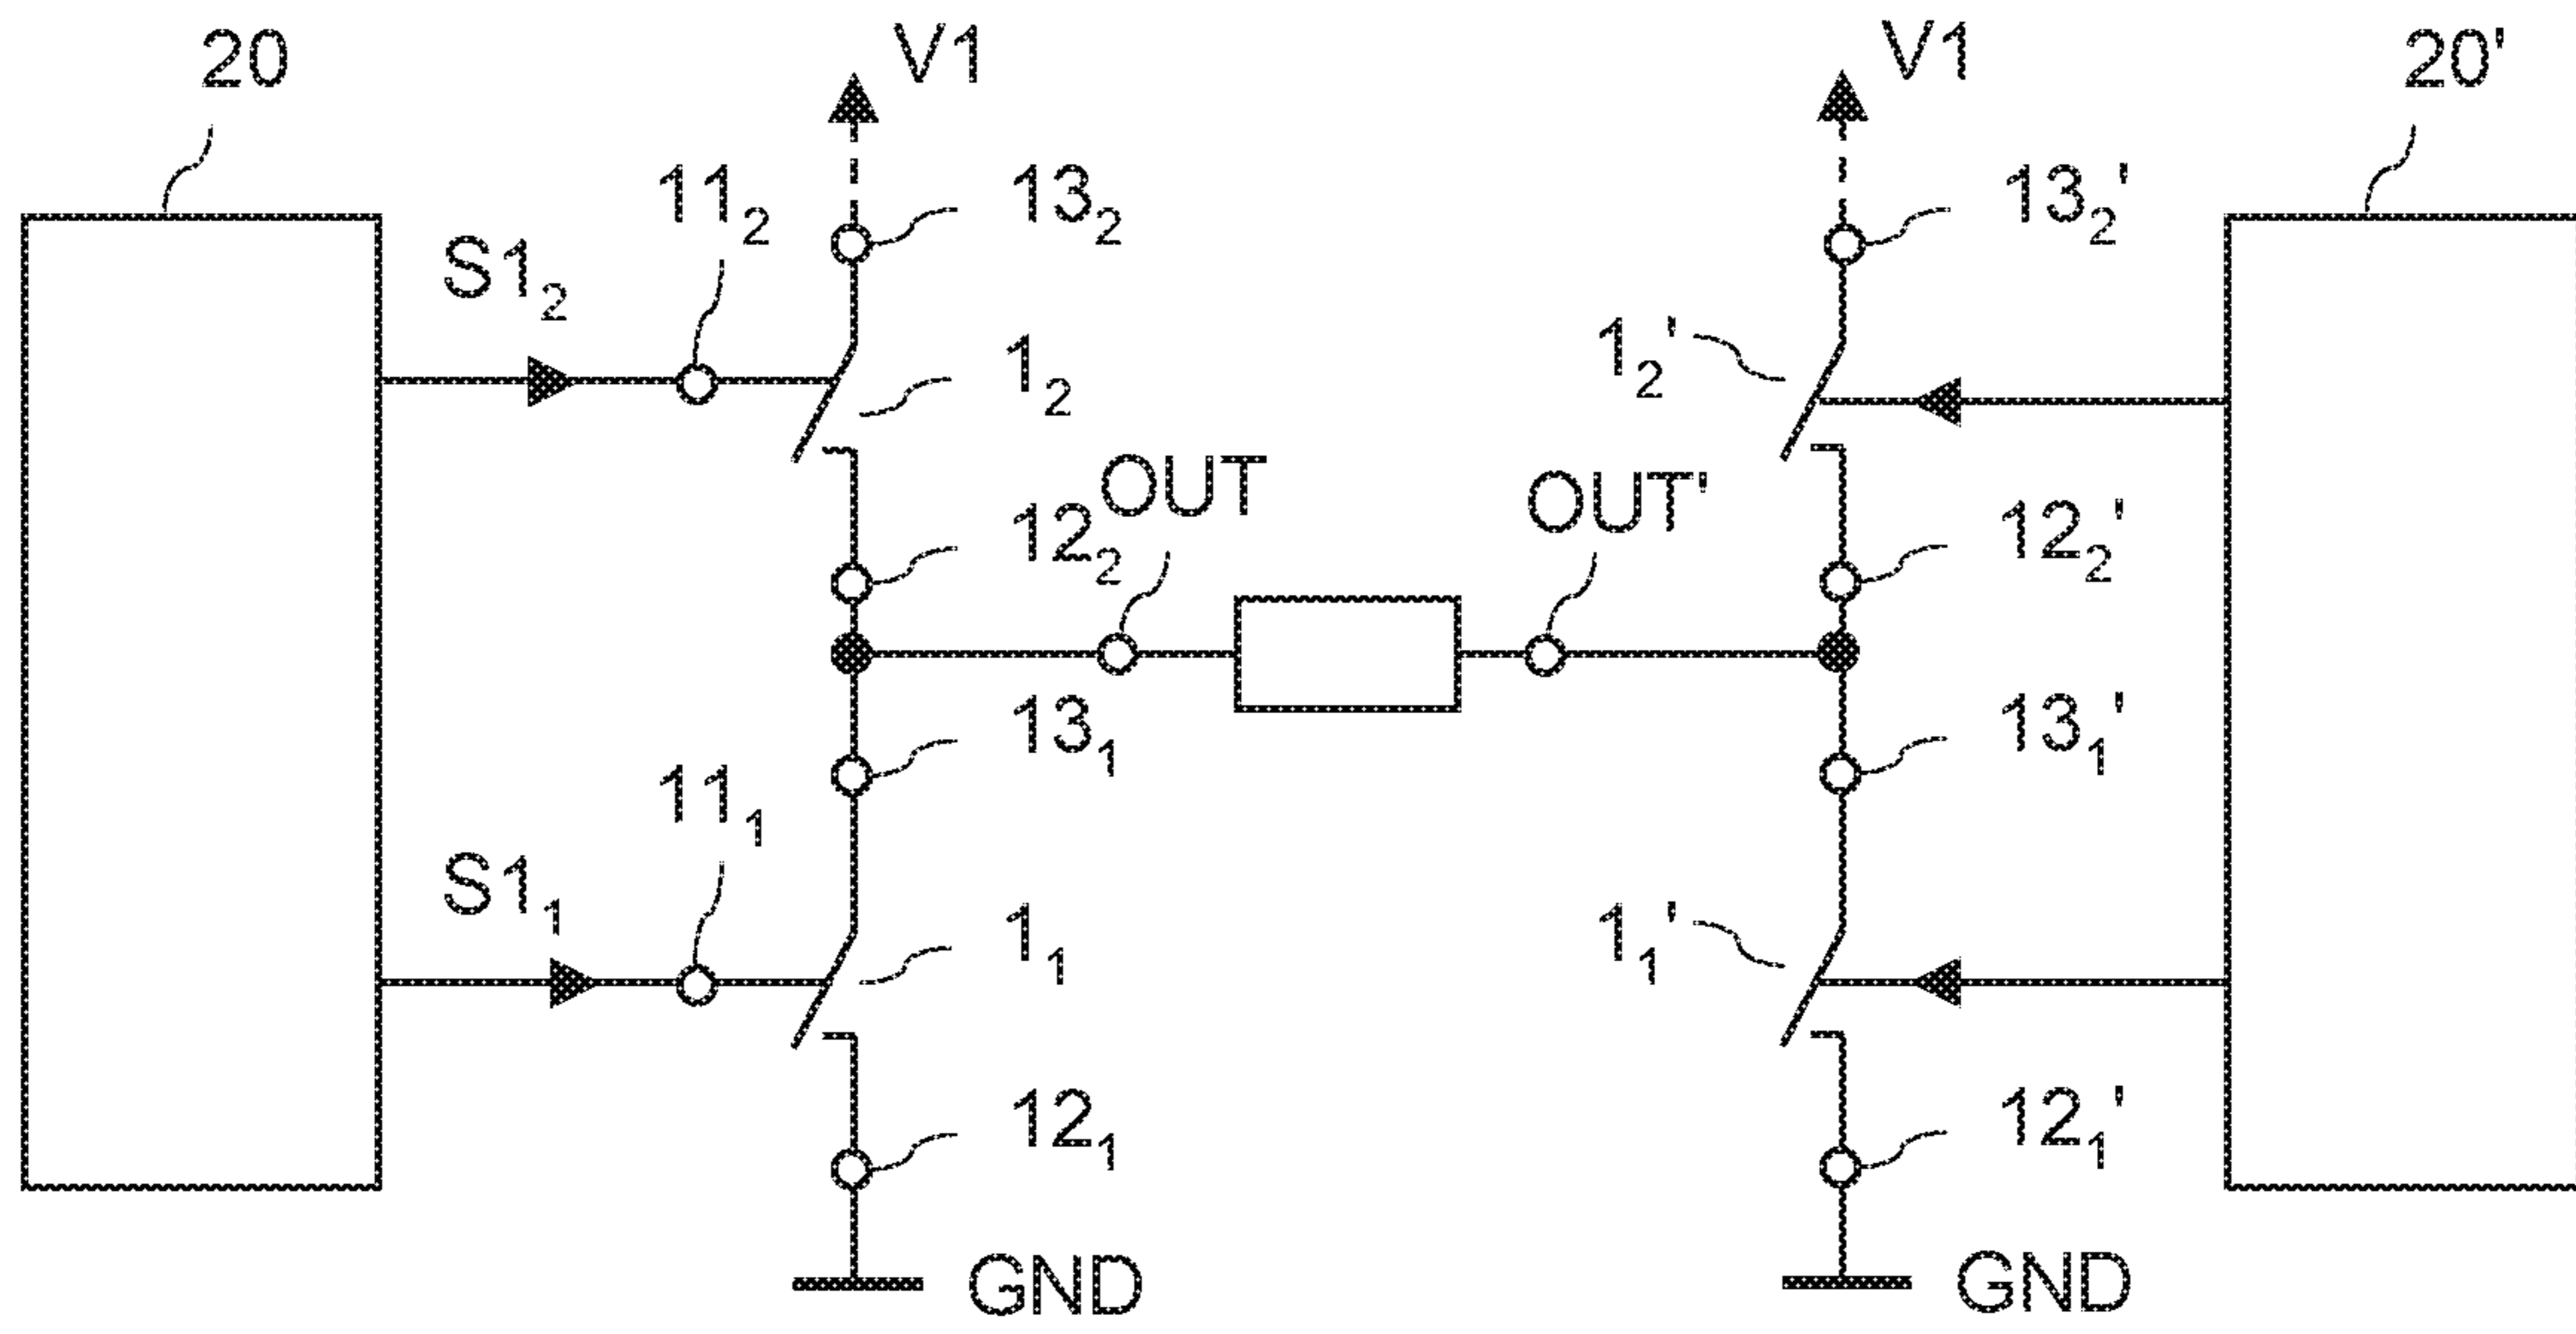 20 V1 V1 20'
11₂ 13₂ 13₂'
S1₂
1₂ 1₂'
OUT OUT'
12₂ 12₂'
13₁ 13₁'
11₁
S1₁
1₁ 1₁'
12₁ 12₁'
GND GND